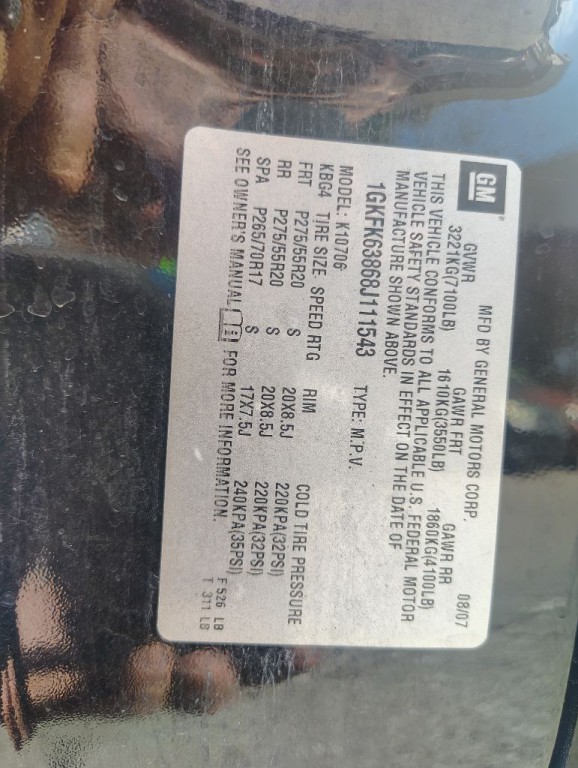 GM
MFD BY GENERAL MOTORS CORP. 08/07
GVWR GAWR FRT GAWR RR
3221KG(7100LB) 1610KG(3550LB) 1860KG(4100LB)
THIS VEHICLE CONFORMS TO ALL APPLICABLE U.S. FEDERAL MOTOR
VEHICLE SAFETY STANDARDS IN EFFECT ON THE DATE OF
MANUFACTURE SHOWN ABOVE.
1GKFK63868J111543 TYPE: M.P.V.
MODEL: K10706
KBG4 TIRE SIZE SPEED RTG RIM COLD TIRE PRESSURE
FRT P275/55R20 S 20X8.5J 220KPA(32PSI)
RR P275/55R20 S 20X8.5J 220KPA(32PSI)
SPA P265/70R17 S 17X7.5J 240KPA(35PSI)
SEE OWNER'S MANUAL FOR MORE INFORMATION.
F 526 LB
T 311 LB